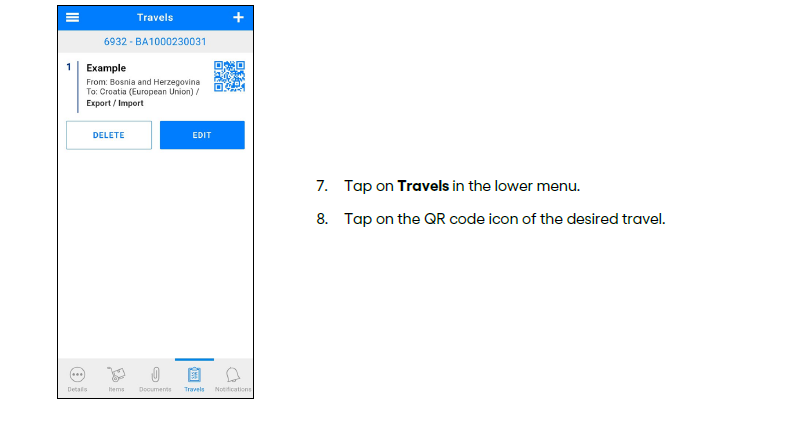 Travels
6932 - BA1000230031
1 Example
From: Bosnia and Herzegovina
To: Croatia (European Union) /
Export / Import
DELETE EDIT
7. Tap on Travels in the lower menu.
8. Tap on the QR code icon of the desired travel.
Details Items Documents Travels Notifications